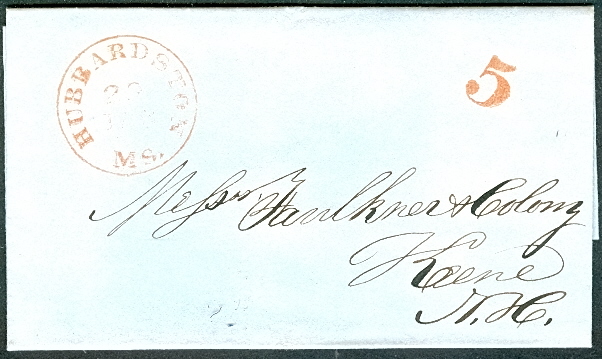 HUBBARDSTON
MS.
5
Messrs Faulkner & Colony
Keene
N.H.